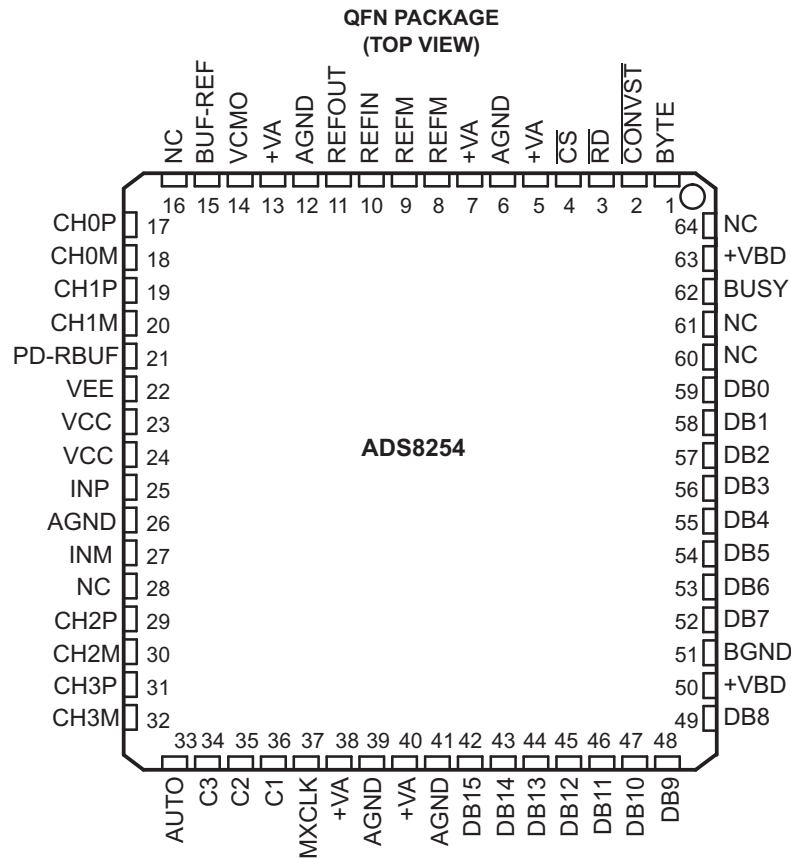 QFN PACKAGE
(TOP VIEW)
NC
BUF-REF
VCMO
+VA
AGND
REFOUT
REFIN
REFM
REFM
+VA
AGND
+VA
CS
RD
CONVST
BYTE
16 15 14 13 12 11 10 9 8 7 6 5 4 3 2 1
CH0P 17 64 NC
CH0M 18 63 +VBD
CH1P 19 62 BUSY
CH1M 20 61 NC
PD-RBUF 21 60 NC
VEE 22 59 DB0
VCC 23 58 DB1
VCC 24 ADS8254 57 DB2
INP 25 56 DB3
AGND 26 55 DB4
INM 27 54 DB5
NC 28 53 DB6
CH2P 29 52 DB7
CH2M 30 51 BGND
CH3P 31 50 +VBD
CH3M 32 49 DB8
33 34 35 36 37 38 39 40 41 42 43 44 45 46 47 48
AUTO
C3
C2
C1
MXCLK
+VA
AGND
+VA
AGND
DB15
DB14
DB13
DB12
DB11
DB10
DB9